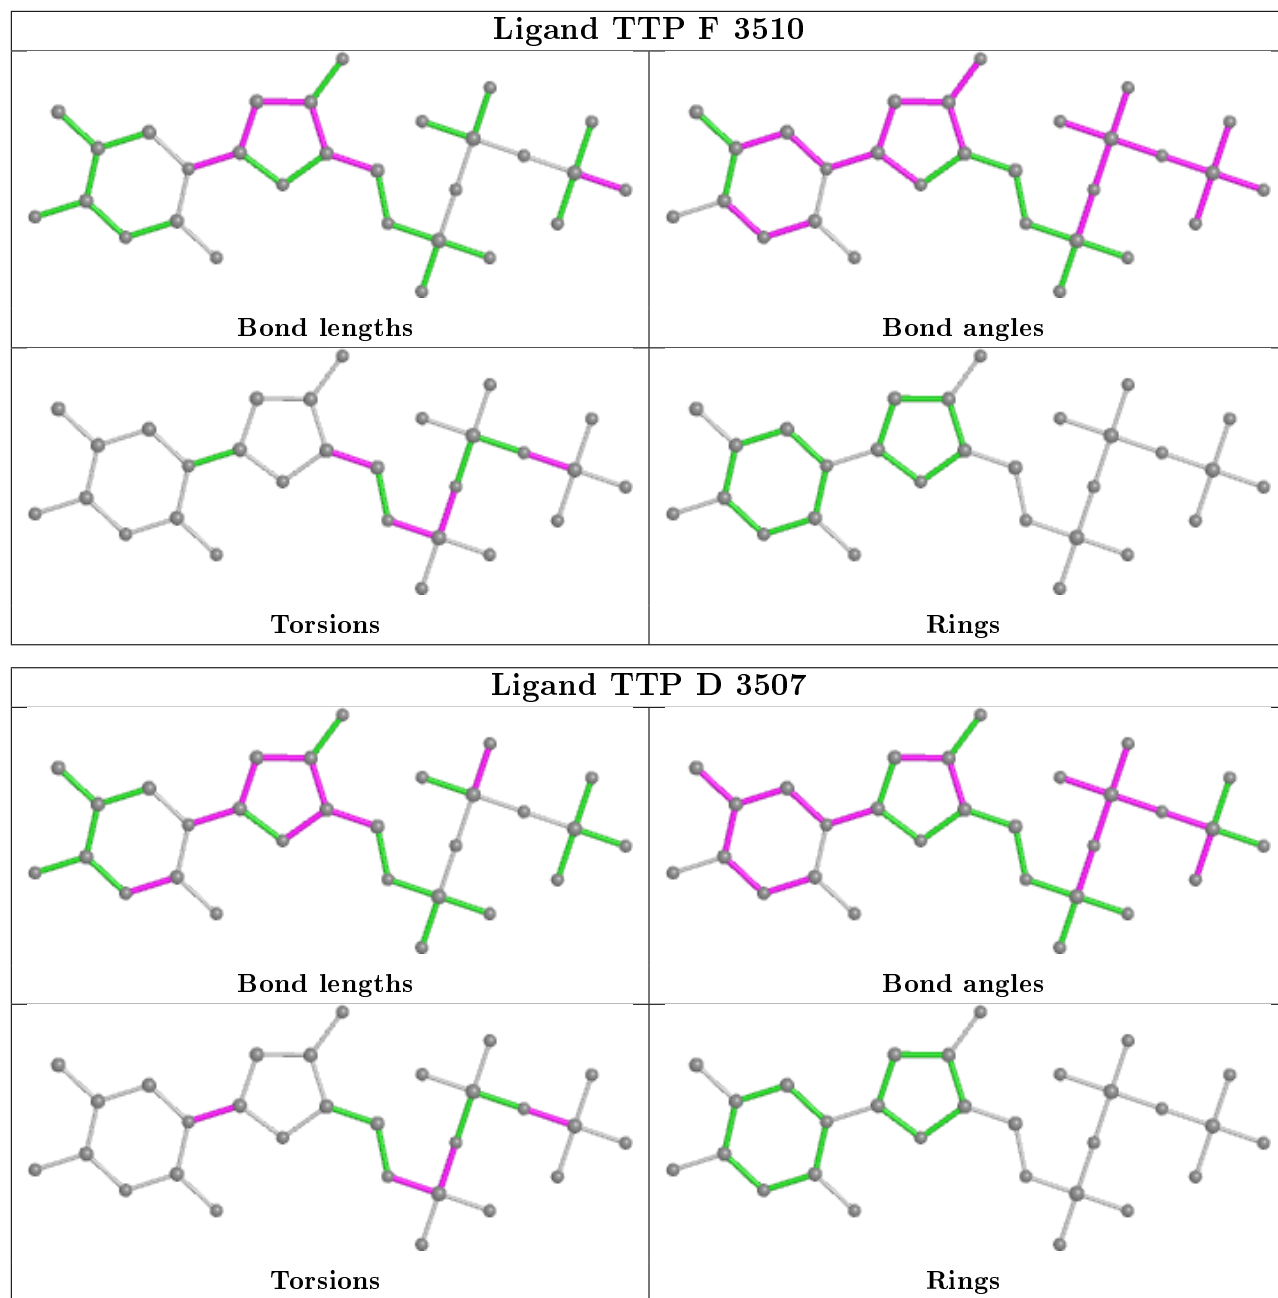 Ligand TTP F 3510
Bond lengths
Bond angles
Torsions
Rings
Ligand TTP D 3507
Bond lengths
Bond angles
Torsions
Rings